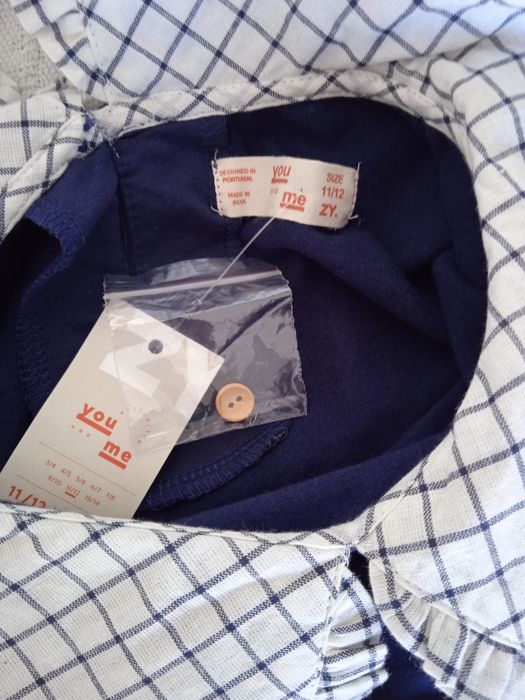 DESIGNED IN
PORTUGAL
MADE IN
INDIA
you
me
SIZE
11/12
ZY.
ZY
you
AND
me
3/4 4/5 5/6 6/7 7/8
9/10 11/12 13/14
11/12